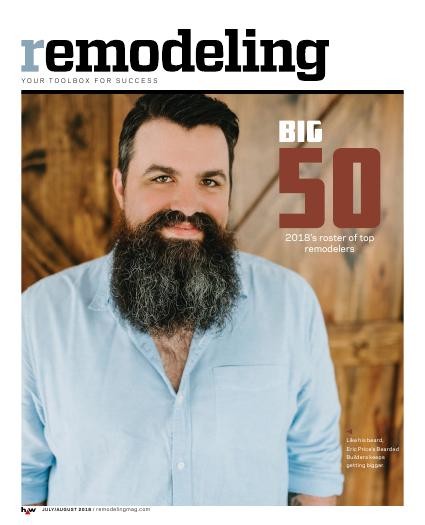 remodeling
YOUR TOOLBOX FOR SUCCESS
BIG
50
2018's roster of top
remodelers
Like his beard,
Eric Price's Bearded
Builders keeps
getting bigger.
hw JULY/AUGUST 2018 / remodelingmag.com